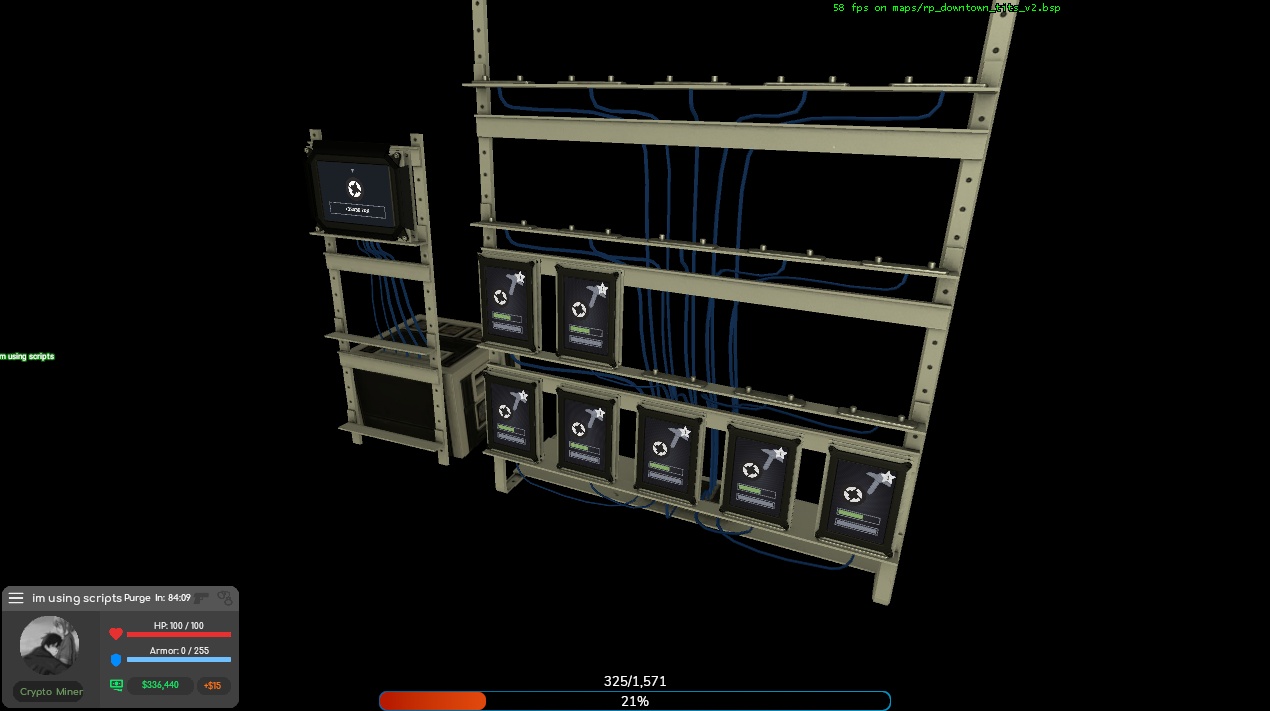 58 fps on maps/rp_downtown_tits_v2.bsp
m using scripts
im using scripts
Purge In: 84:09
HP: 100 / 100
Armor: 0 / 255
$336,440
+$15
Crypto Miner
325/1,571
21%